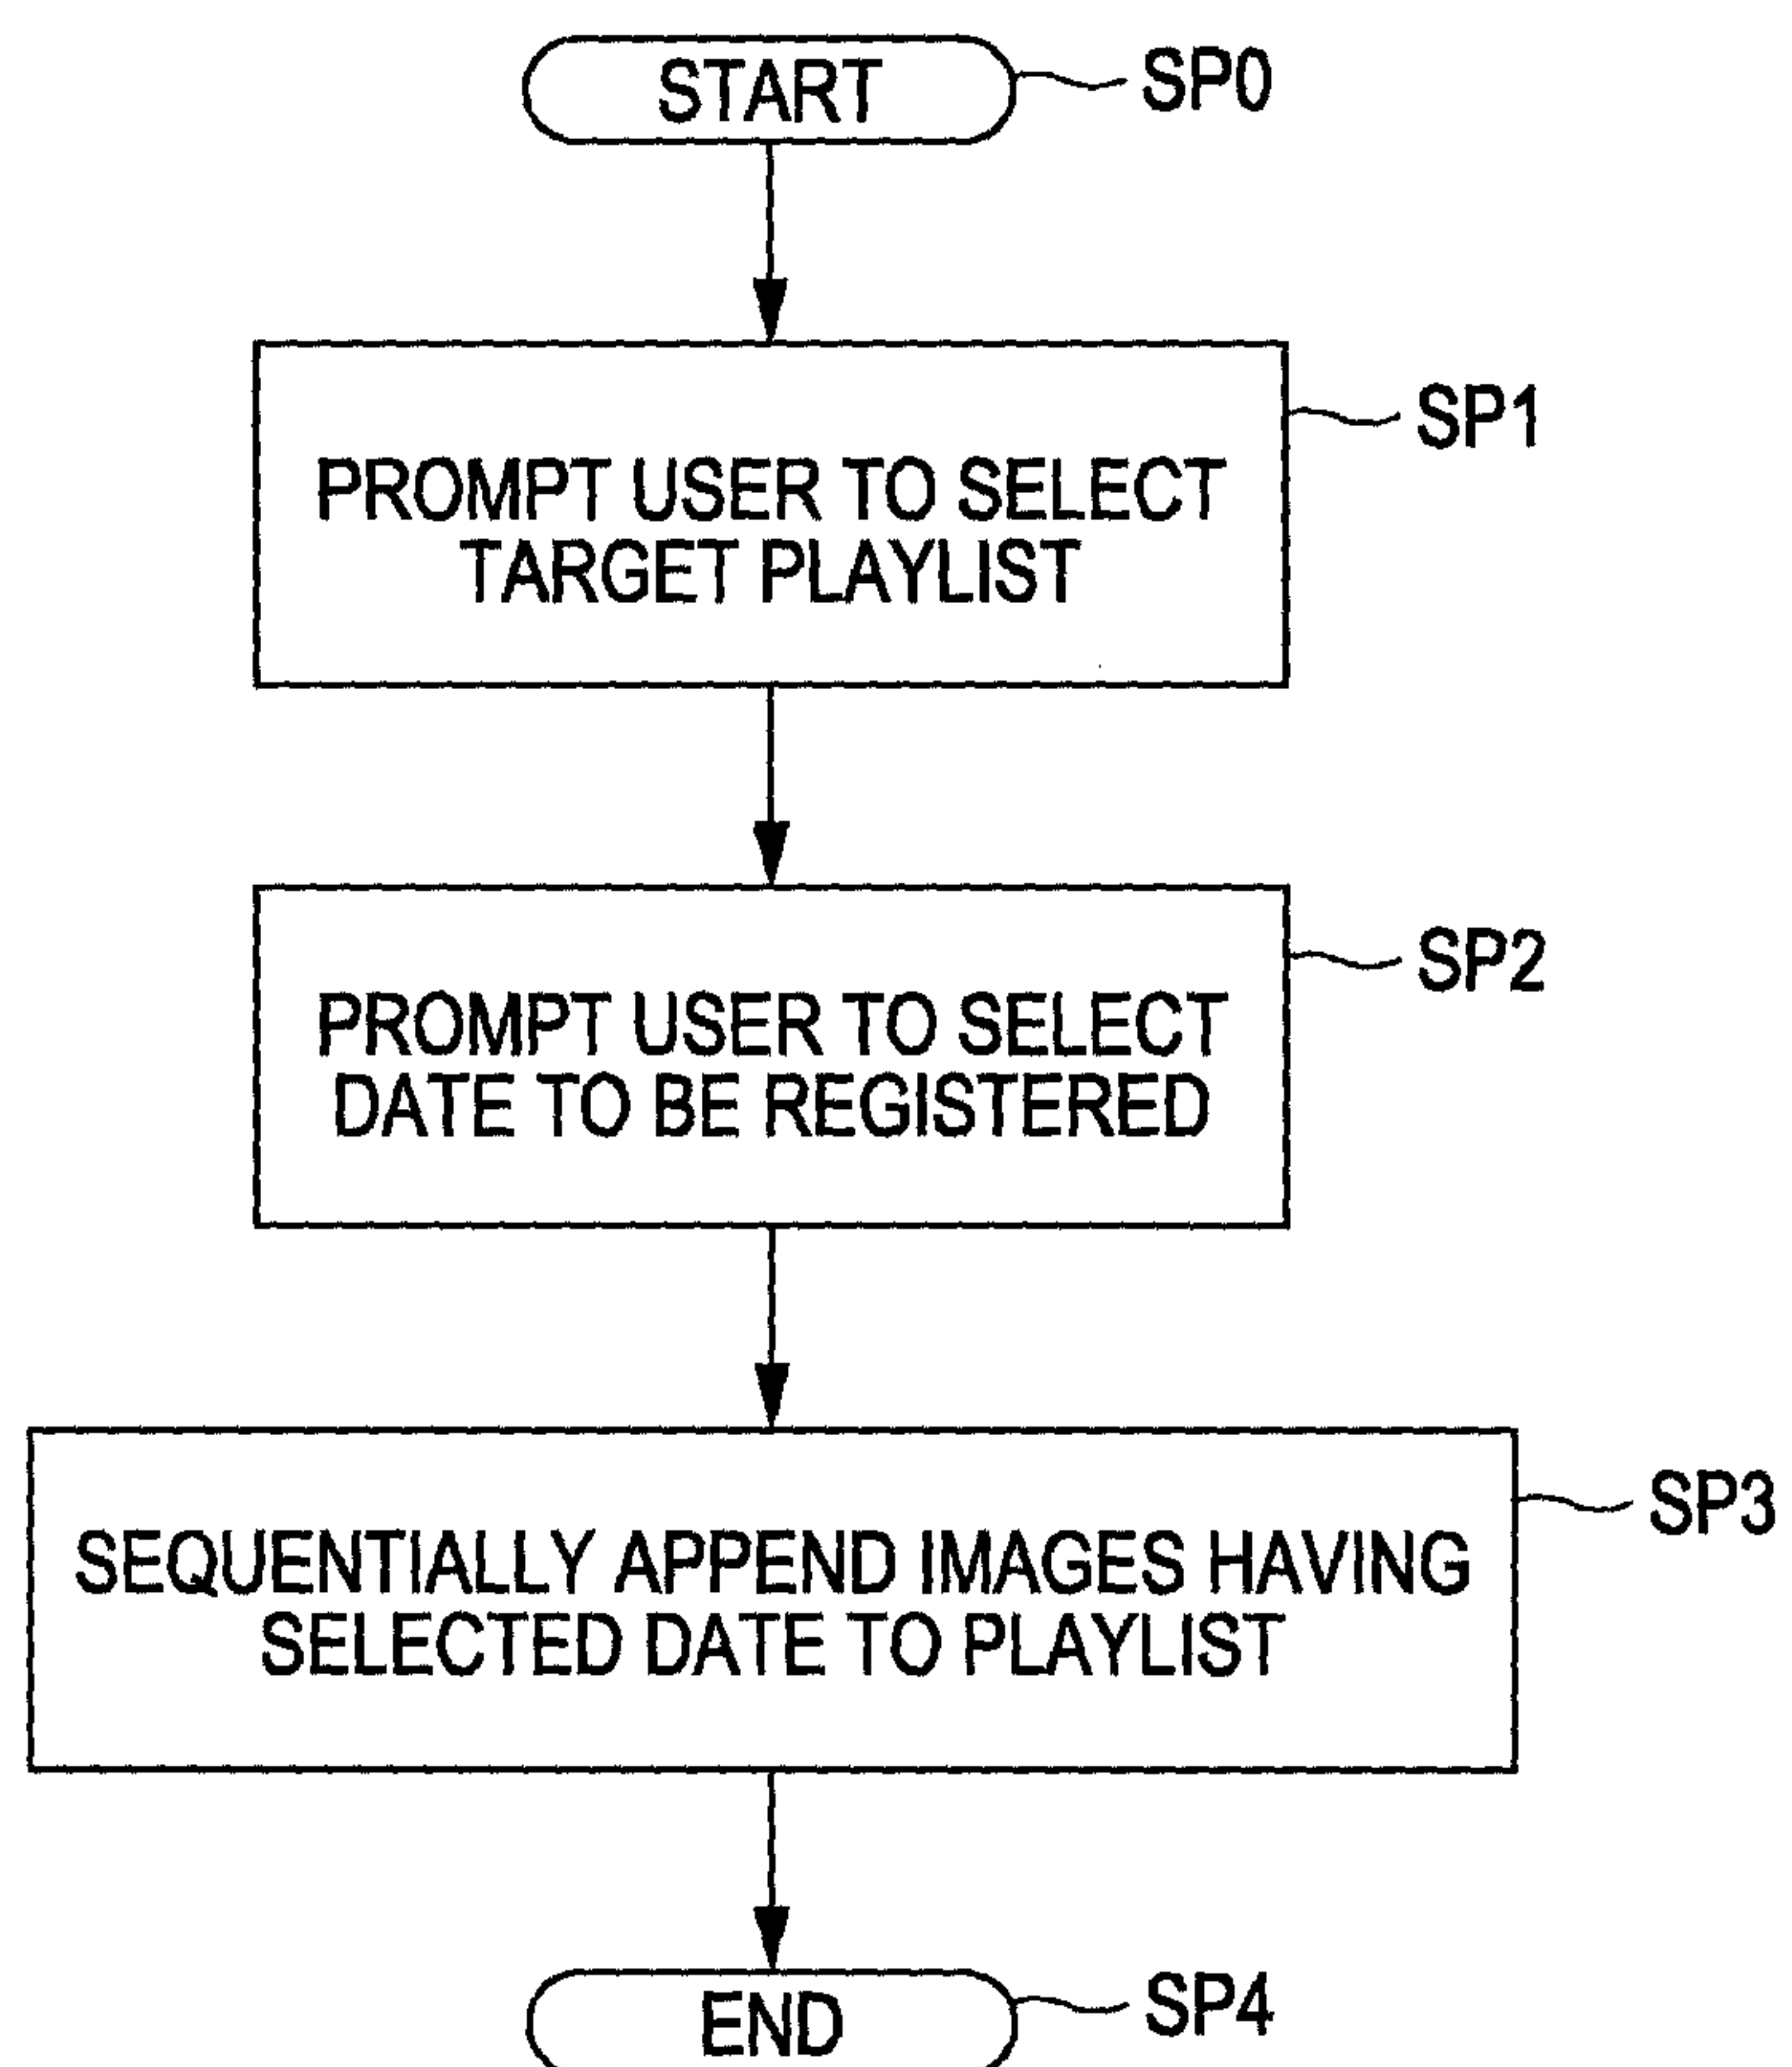 START
SP0
SP1
PROMPT USER TO SELECT
TARGET PLAYLIST
SP2
PROMPT USER TO SELECT
DATE TO BE REGISTERED
SP3
SEQUENTIALLY APPEND IMAGES HAVING
SELECTED DATE TO PLAYLIST
END
SP4